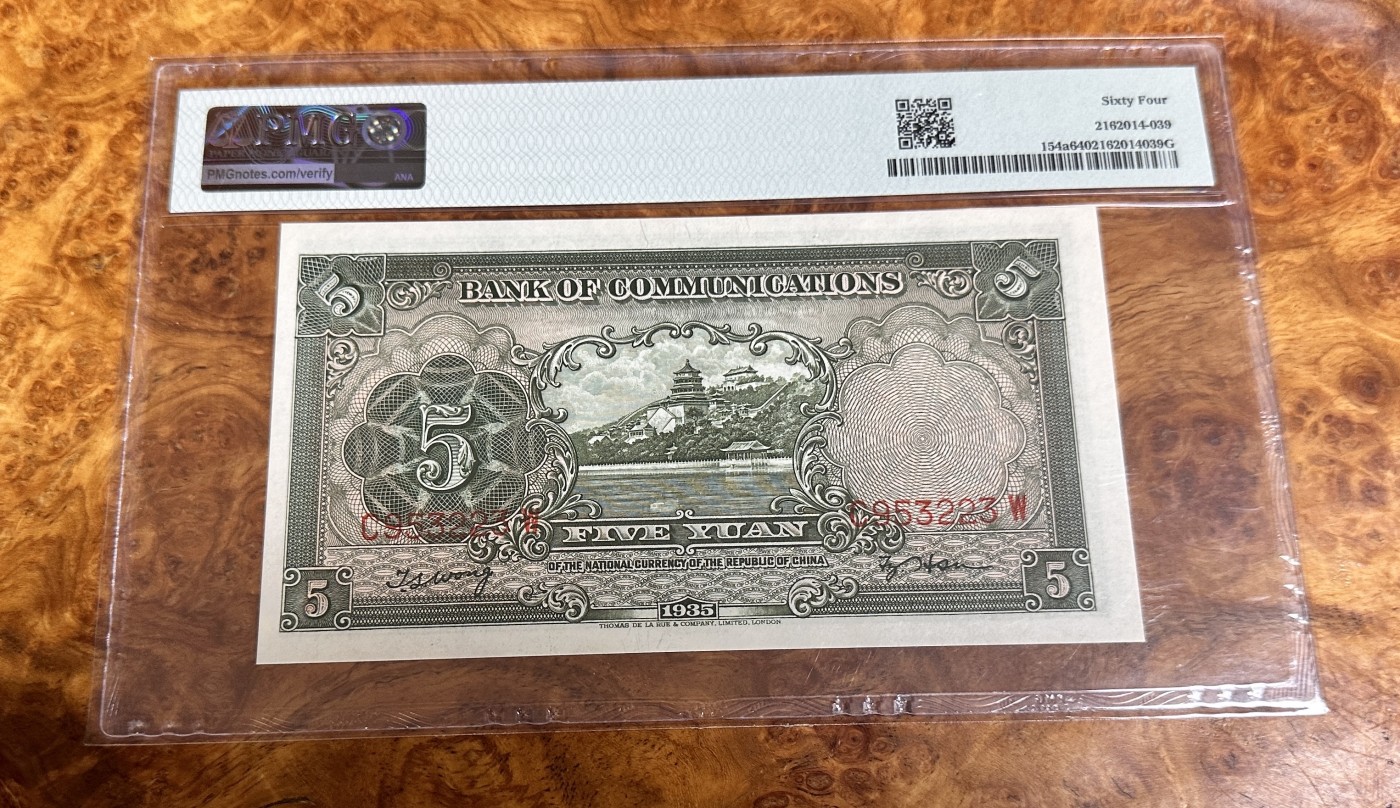 PMG
PMGnotes.com/verify
ANA
Sixty Four
2162014-039
154a6402162014039G
5
5
BANK OF COMMUNICATIONS
5
C953223 W
C953223 W
FIVE YUAN
OF THE NATIONAL CURRENCY OF THE REPUBLIC OF CHINA
5
5
1935
THOMAS DE LA RUE & COMPANY, LIMITED, LONDON